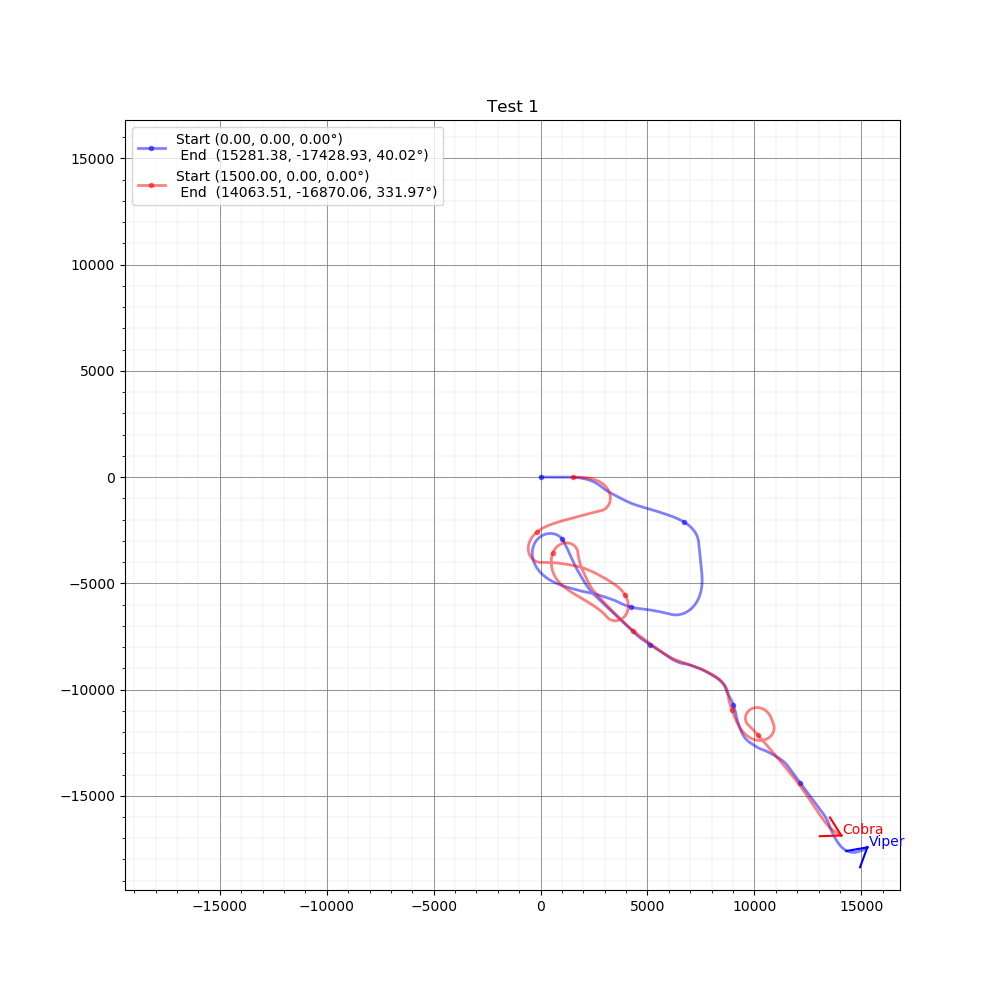 Test 1
Start (0.00, 0.00, 0.00°)
End (15281.38, -17428.93, 40.02°)
Start (1500.00, 0.00, 0.00°)
End (14063.51, -16870.06, 331.97°)
15000
10000
5000
0
−5000
−10000
−15000
Cobra
Viper
−15000 −10000 −5000 0 5000 10000 15000